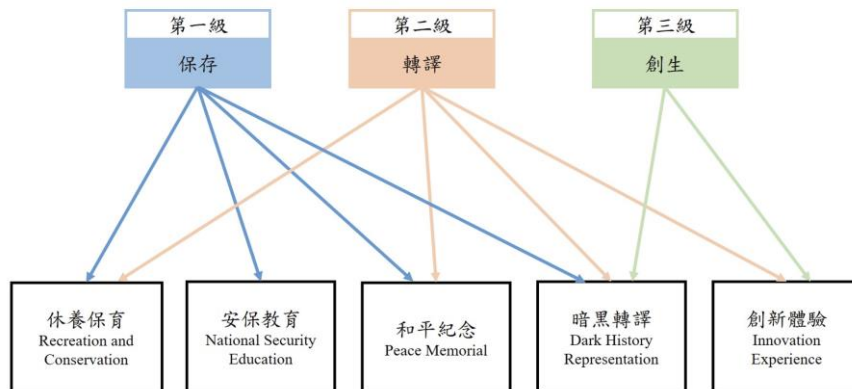 第一級
保存
第二級
轉譯
第三級
創生
休養保育
Recreation and
Conservation
安保教育
National Security
Education
和平紀念
Peace Memorial
暗黑轉譯
Dark History
Representation
創新體驗
Innovation
Experience